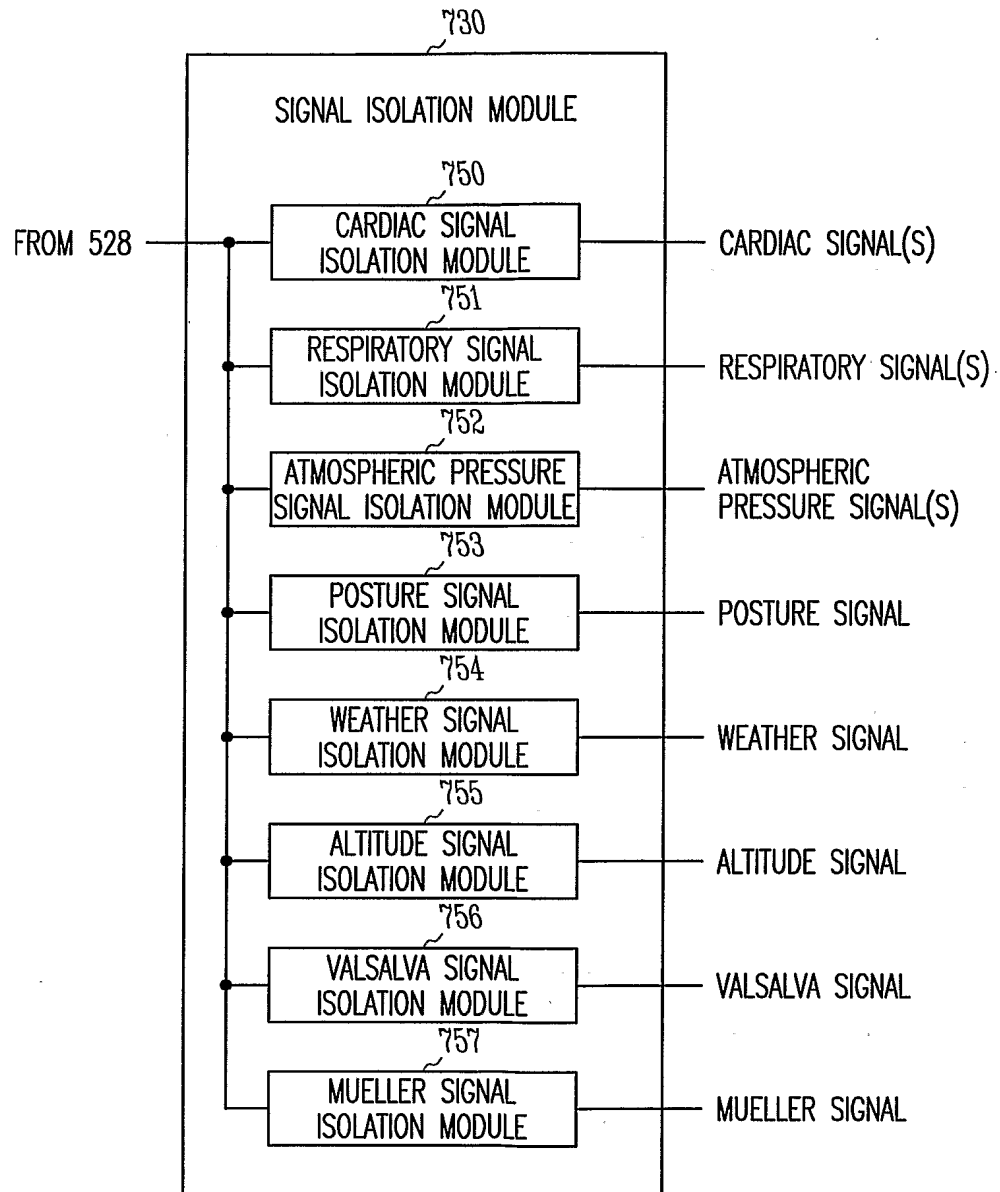 730
SIGNAL ISOLATION MODULE
750
FROM 528
CARDIAC SIGNAL
ISOLATION MODULE
CARDIAC SIGNAL(S)
751
RESPIRATORY SIGNAL
ISOLATION MODULE
RESPIRATORY SIGNAL(S)
752
ATMOSPHERIC PRESSURE
SIGNAL ISOLATION MODULE
ATMOSPHERIC
PRESSURE SIGNAL(S)
753
POSTURE SIGNAL
ISOLATION MODULE
POSTURE SIGNAL
754
WEATHER SIGNAL
ISOLATION MODULE
WEATHER SIGNAL
755
ALTITUDE SIGNAL
ISOLATION MODULE
ALTITUDE SIGNAL
756
VALSALVA SIGNAL
ISOLATION MODULE
VALSALVA SIGNAL
757
MUELLER SIGNAL
ISOLATION MODULE
MUELLER SIGNAL